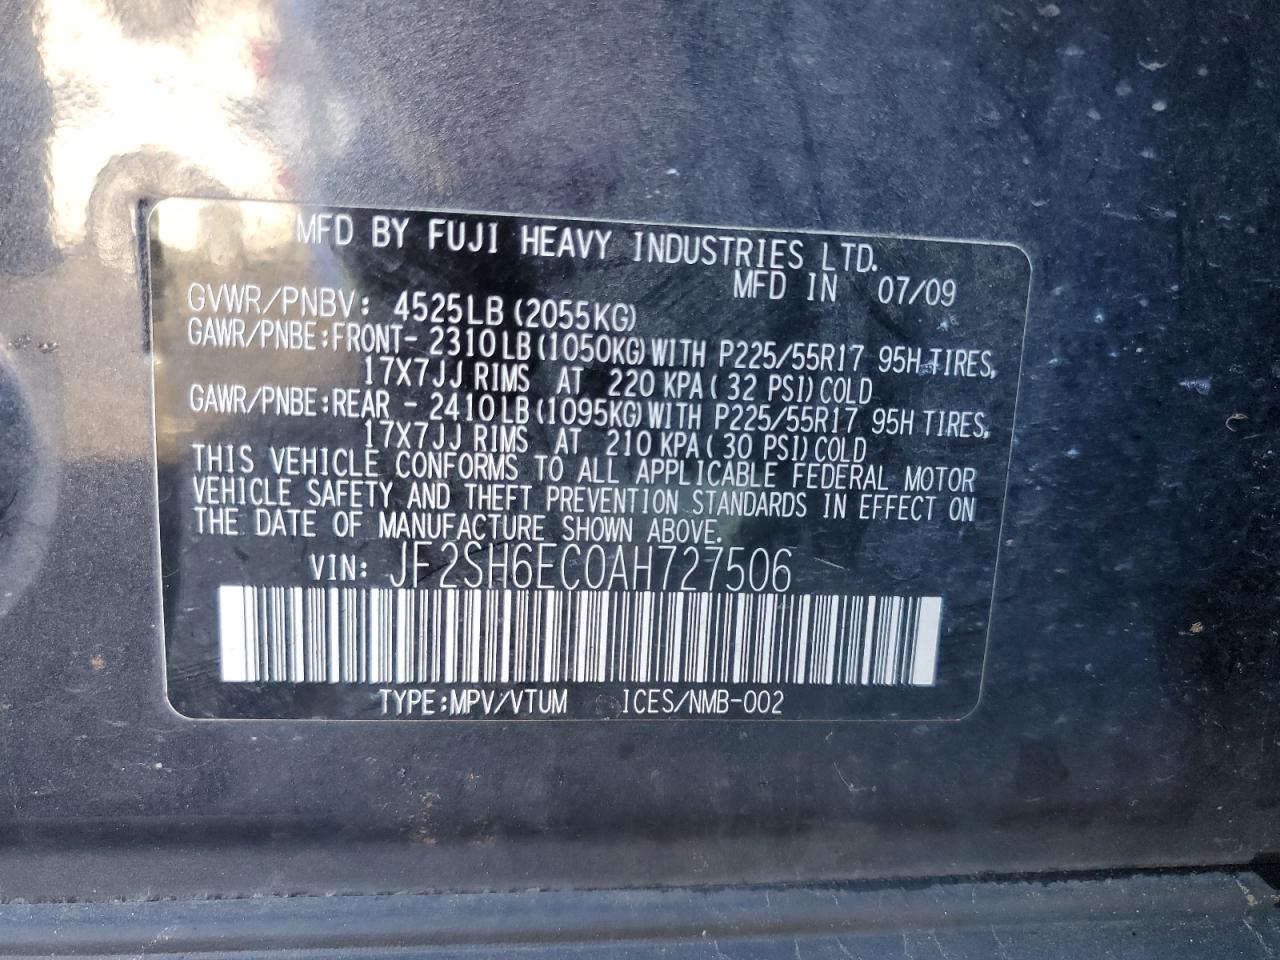 MFD BY FUJI HEAVY INDUSTRIES LTD.
MFD IN 07/09
GVWR/PNBV: 4525LB (2055KG)
GAWR/PNBE:FRONT- 2310LB(1050KG)WITH P225/55R17 95H TIRES,
17X7JJ RIMS AT 220 KPA( 32 PSI)COLD
GAWR/PNBE:REAR - 2410LB(1095KG)WITH P225/55R17 95H TIRES,
17X7JJ RIMS AT 210 KPA( 30 PSI)COLD
THIS VEHICLE CONFORMS TO ALL APPLICABLE FEDERAL MOTOR
VEHICLE SAFETY AND THEFT PREVENTION STANDARDS IN EFFECT ON
THE DATE OF MANUFACTURE SHOWN ABOVE.
VIN: JF2SH6EC0AH727506
TYPE:MPV/VTUM ICES/NMB-002